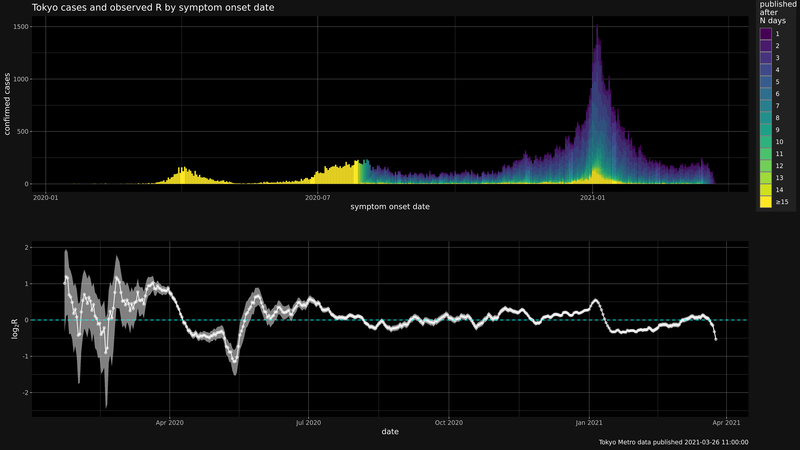 Tokyo cases and observed R by symptom onset date
published
after
N days
1
2
3
4
5
6
7
8
9
10
11
12
13
14
≥15
1500
1000
500
0
confirmed cases
2020-01
2020-07
2021-01
symptom onset date
2
1
0
-1
-2
log2R
Apr 2020
Jul 2020
Oct 2020
Jan 2021
Apr 2021
date
Tokyo Metro data published 2021-03-26 11:00:00